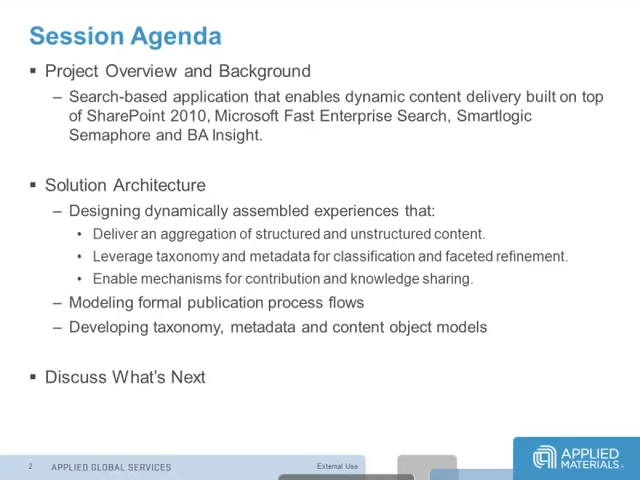 Session Agenda
▪ Project Overview and Background
– Search-based application that enables dynamic content delivery built on top
of SharePoint 2010, Microsoft Fast Enterprise Search, Smartlogic
Semaphore and BA Insight.
▪ Solution Architecture
– Designing dynamically assembled experiences that:
• Deliver an aggregation of structured and unstructured content.
• Leverage taxonomy and metadata for classification and faceted refinement.
• Enable mechanisms for contribution and knowledge sharing.
– Modeling formal publication process flows
– Developing taxonomy, metadata and content object models
▪ Discuss What's Next
2 APPLIED GLOBAL SERVICES
External Use
APPLIED
MATERIALS